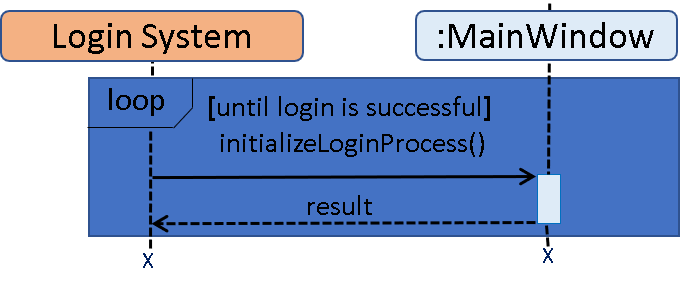 Login System
:MainWindow
loop
[until login is successful]
initializeLoginProcess()
result
X
X